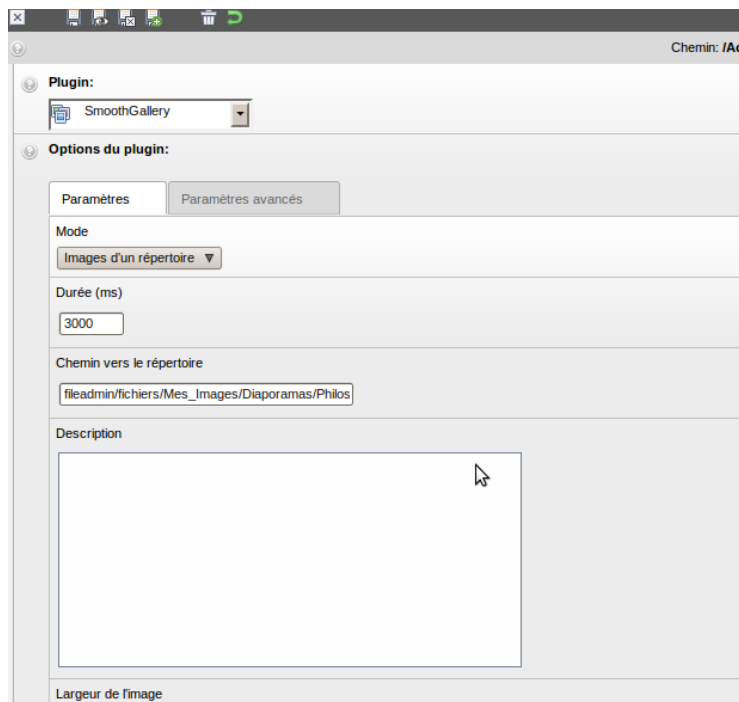 Chemin: /Ac
Plugin:
SmoothGallery
Options du plugin:
Paramètres
Paramètres avancés
Mode
Images d'un répertoire
Durée (ms)
3000
Chemin vers le répertoire
fileadmin/fichiers/Mes_Images/Diaporamas/Philos
Description
Largeur de l'image